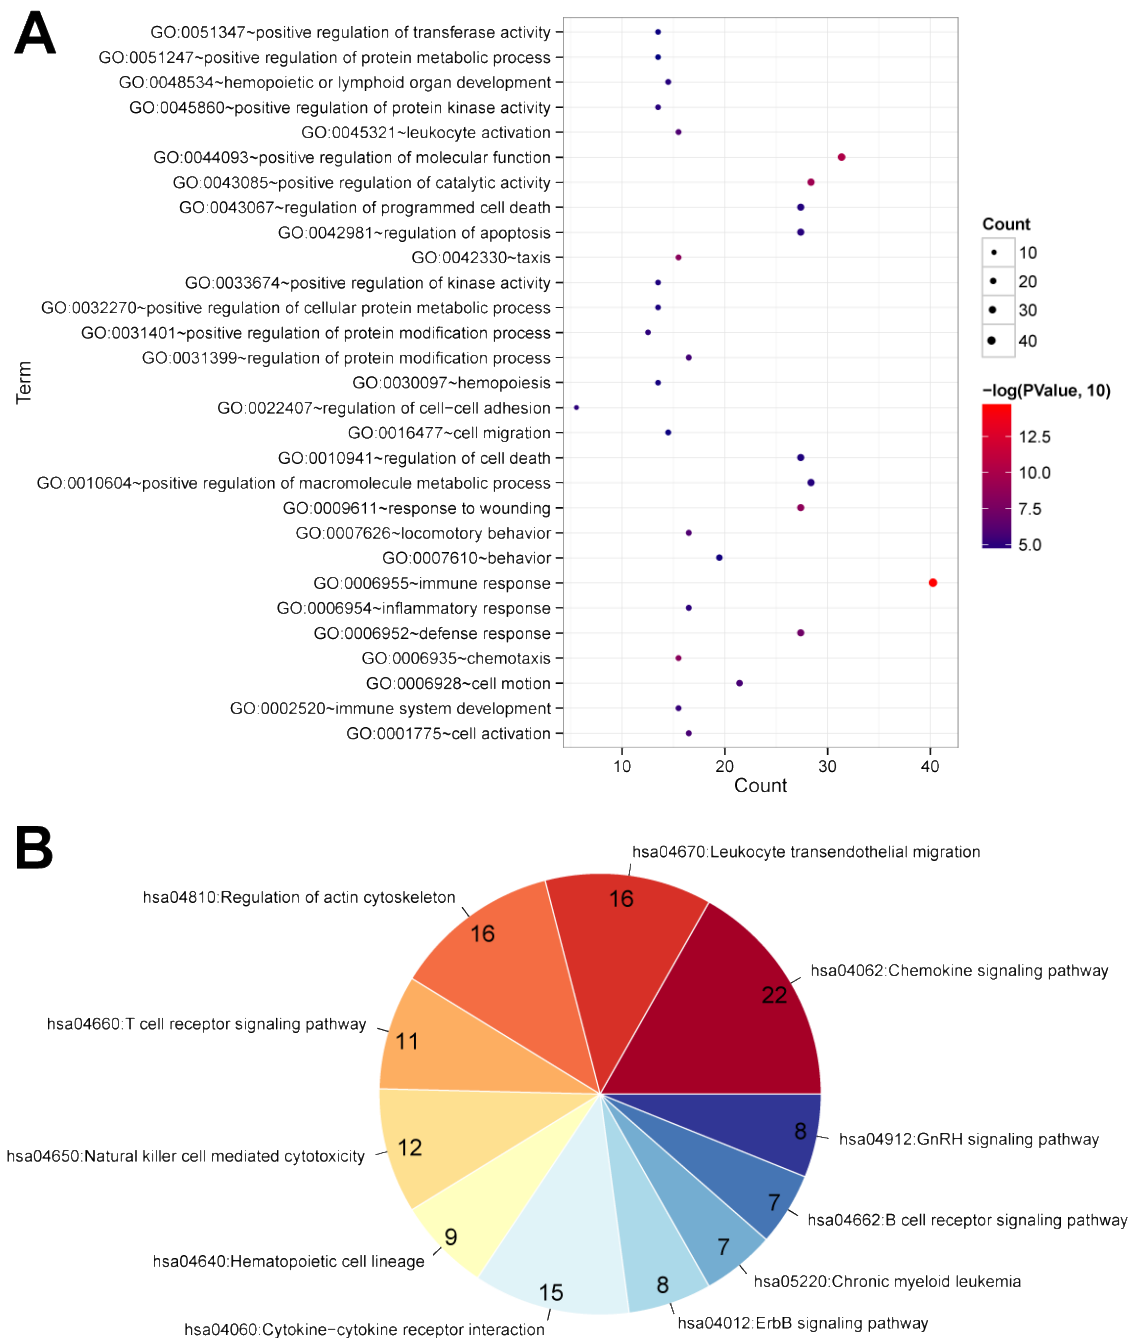 A
GO:0051347~positive regulation of transferase activity
GO:0051247~positive regulation of protein metabolic process
GO:0048534~hemopoietic or lymphoid organ development
GO:0045860~positive regulation of protein kinase activity
GO:0045321~leukocyte activation
GO:0044093~positive regulation of molecular function
GO:0043085~positive regulation of catalytic activity
GO:0043067~regulation of programmed cell death
GO:0042981~regulation of apoptosis
GO:0042330~taxis
GO:0033674~positive regulation of kinase activity
GO:0032270~positive regulation of cellular protein metabolic process
GO:0031401~positive regulation of protein modification process
GO:0031399~regulation of protein modification process
GO:0030097~hemopoiesis
GO:0022407~regulation of cell−cell adhesion
GO:0016477~cell migration
GO:0010941~regulation of cell death
GO:0010604~positive regulation of macromolecule metabolic process
GO:0009611~response to wounding
GO:0007626~locomotory behavior
GO:0007610~behavior
GO:0006955~immune response
GO:0006954~inflammatory response
GO:0006952~defense response
GO:0006935~chemotaxis
GO:0006928~cell motion
GO:0002520~immune system development
GO:0001775~cell activation
Term
10 20 30 40
Count
Count
10
20
30
40
−log(PValue, 10)
12.5
10.0
7.5
5.0
B
hsa04670:Leukocyte transendothelial migration
16
hsa04810:Regulation of actin cytoskeleton
16
hsa04062:Chemokine signaling pathway
22
hsa04660:T cell receptor signaling pathway
11
hsa04650:Natural killer cell mediated cytotoxicity
12
hsa04912:GnRH signaling pathway
8
hsa04662:B cell receptor signaling pathway
7
hsa04640:Hematopoietic cell lineage
9
hsa05220:Chronic myeloid leukemia
7
hsa04060:Cytokine−cytokine receptor interaction
15
hsa04012:ErbB signaling pathway
8